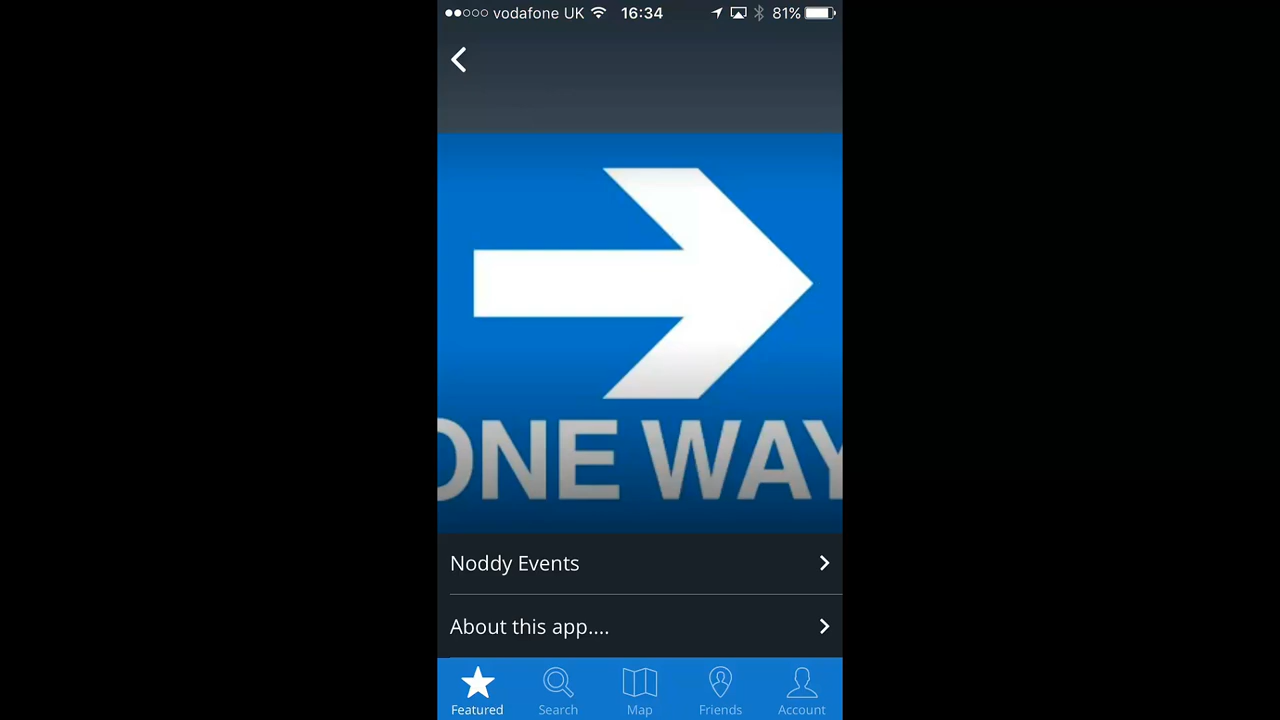 vodafone UK 16:34 81%
ONE WAY
Noddy Events
About this app....
Featured Search Map Friends Account